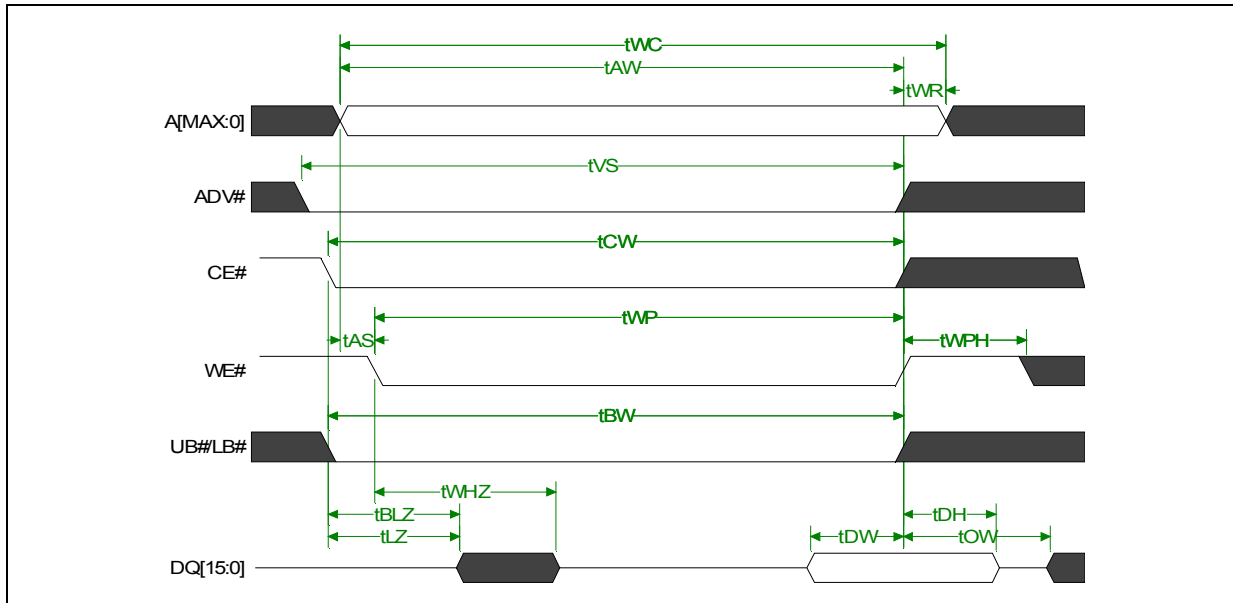 tWC
tAW
tWR
A[MAX:0]
tVS
ADV#
tCW
CE#
tWP
tAS
tWPH
WE#
tBW
UB#/LB#
tWHZ
tBLZ
tDH
tLZ
tDW
tOW
DQ[15:0]